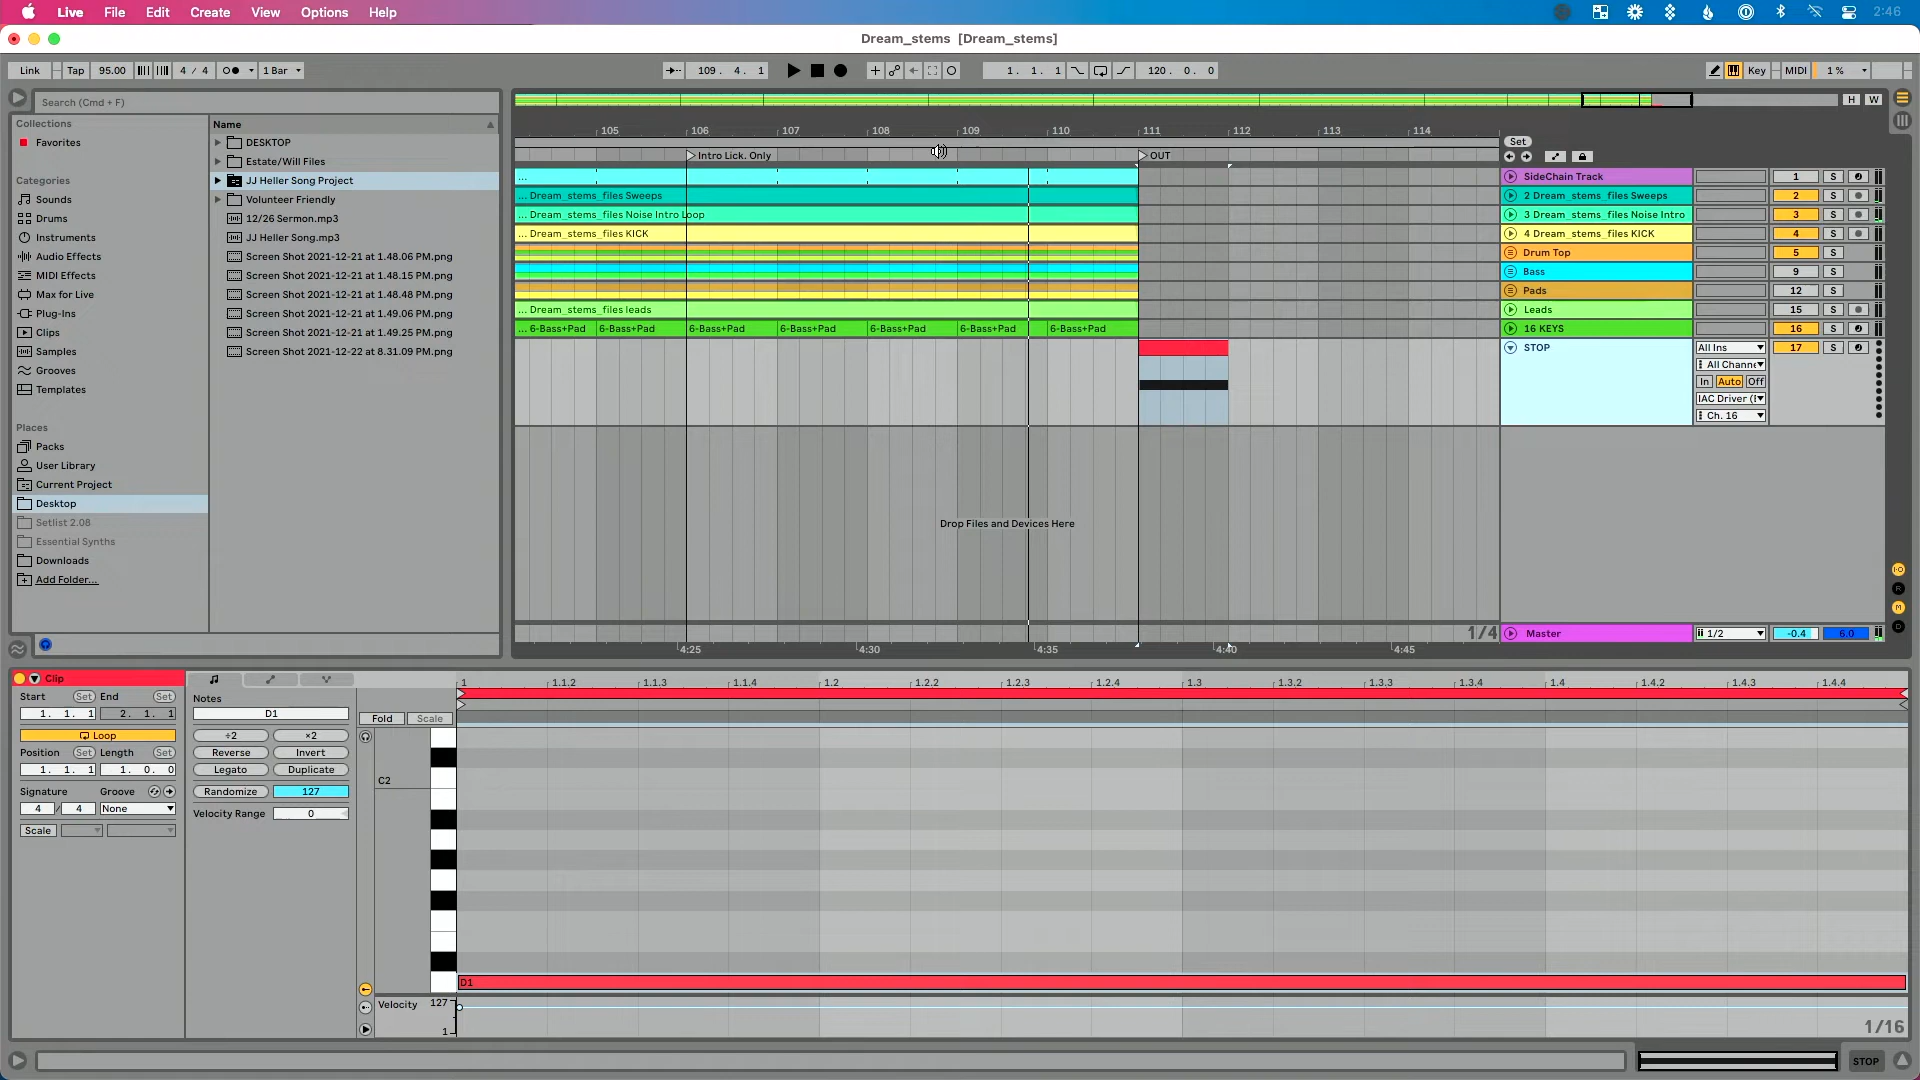 Live File Edit Create View Options Help 2:46
Dream_stems [Dream_stems]
Link Tap 95.00 4 / 4 1 Bar 109. 4. 1 1. 1. 1 120. 0. 0 Key MIDI 1 %
Search (Cmd + F)
H W
Collections
Favorites
Categories
Sounds
Drums
Instruments
Audio Effects
MIDI Effects
Max for Live
Plug-Ins
Clips
Samples
Grooves
Templates
Places
Packs
User Library
Current Project
Desktop
Setlist 2.08
Essential Synths
Downloads
Add Folder...
Name
DESKTOP
Estate/Will Files
JJ Heller Song Project
Volunteer Friendly
12/26 Sermon.mp3
JJ Heller Song.mp3
Screen Shot 2021-12-21 at 1.48.06 PM.png
Screen Shot 2021-12-21 at 1.48.15 PM.png
Screen Shot 2021-12-21 at 1.48.48 PM.png
Screen Shot 2021-12-21 at 1.49.06 PM.png
Screen Shot 2021-12-21 at 1.49.25 PM.png
Screen Shot 2021-12-22 at 8.31.09 PM.png
105 106 107 108 109 110 111 112 113 114
Set
Intro Lick. Only OUT
...
... Dream_stems_files Sweeps
... Dream_stems_files Noise Intro Loop
... Dream_stems_files KICK
... Dream_stems_files leads
... 6-Bass+Pad 6-Bass+Pad 6-Bass+Pad 6-Bass+Pad 6-Bass+Pad 6-Bass+Pad 6-Bass+Pad
Drop Files and Devices Here
1/4
4:25 4:30 4:35 4:40 4:45
SideChain Track 1 S
2 Dream_stems_files Sweeps 2 S
3 Dream_stems_files Noise Intro 3 S
4 Dream_stems_files KICK 4 S
Drum Top 5 S
Bass 9 S
Pads 12 S
Leads 15 S
16 KEYS 16 S
STOP All Ins 17 S
All Channe
In Auto Off
IAC Driver (
Ch. 16
I·O
R
M
D
Master 1/2 -0.4 6.0
Clip
Start Set End Set
1. 1. 1 2. 1. 1
Loop
Position Set Length Set
1. 1. 1 1. 0. 0
Signature Groove
4 / 4 None
Scale
Notes
D1
÷2 ×2
Reverse Invert
Legato Duplicate
Randomize 127
Velocity Range 0
Fold Scale
1 1.1.2 1.1.3 1.1.4 1.2 1.2.2 1.2.3 1.2.4 1.3 1.3.2 1.3.3 1.3.4 1.4 1.4.2 1.4.3 1.4.4
C2
D1
Velocity 127
1
1/16
STOP